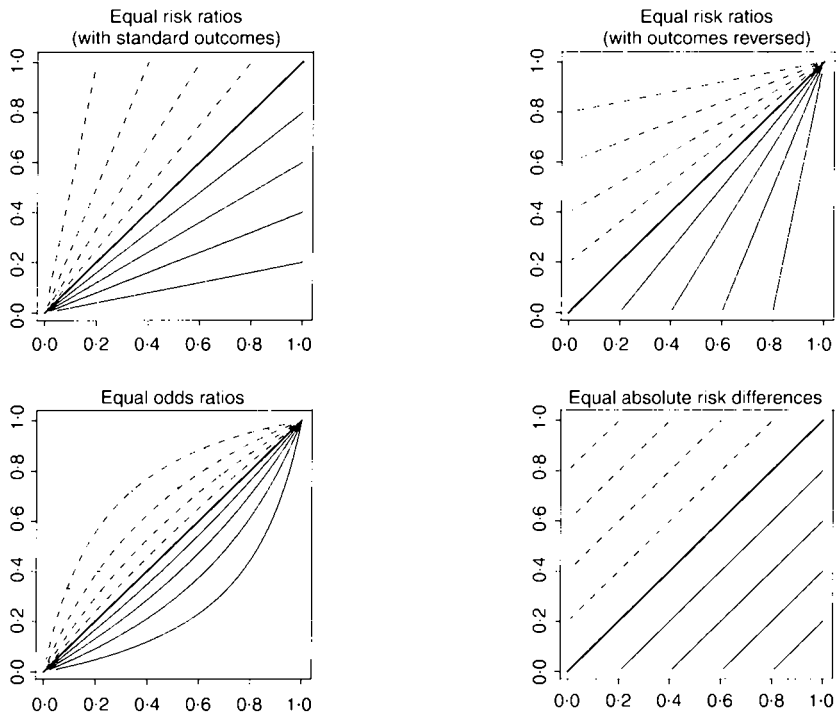 Equal risk ratios
(with standard outcomes)
1·0
0·8
0·6
0·4
0·2
0·0
0·0 0·2 0·4 0·6 0·8 1·0
Equal risk ratios
(with outcomes reversed)
1·0
0·8
0·6
0·4
0·2
0·0
0·0 0·2 0·4 0·6 0·8 1·0
Equal odds ratios
1·0
0·8
0·6
0·4
0·2
0·0
0·0 0·2 0·4 0·6 0·8 1·0
Equal absolute risk differences
1·0
0·8
0·6
0·4
0·2
0·0
0·0 0·2 0·4 0·6 0·8 1·0